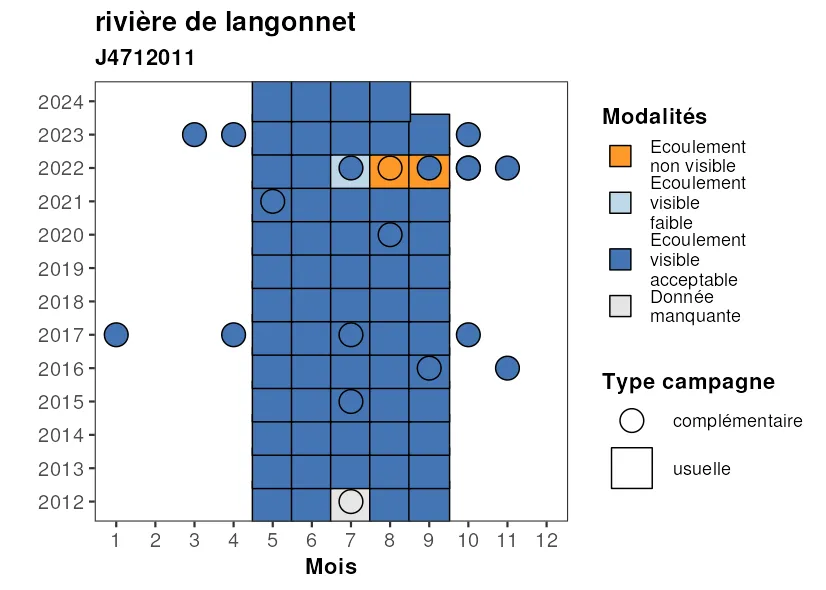 rivière de langonnet
J4712011
2024
2023
2022
2021
2020
2019
2018
2017
2016
2015
2014
2013
2012
1 2 3 4 5 6 7 8 9 10 11 12
Mois
Modalités
Ecoulement
non visible
Ecoulement
visible
faible
Ecoulement
visible
acceptable
Donnée
manquante
Type campagne
complémentaire
usuelle